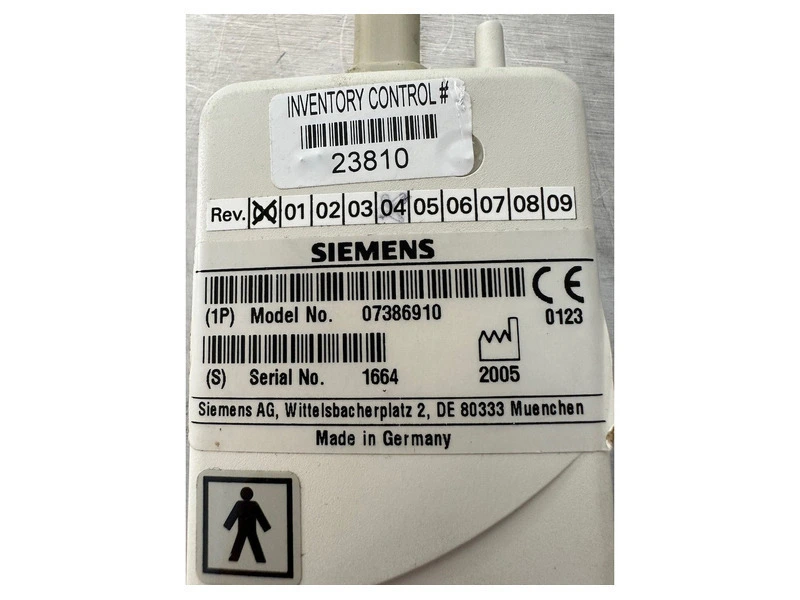 INVENTORY CONTROL#
23810
Rev. 00 01 02 03 04 05 06 07 08 09
SIEMENS
CE
(1P) Model No. 07386910 0123
(S) Serial No. 1664 2005
Siemens AG, Wittelsbacherplatz 2, DE 80333 Muenchen
Made in Germany